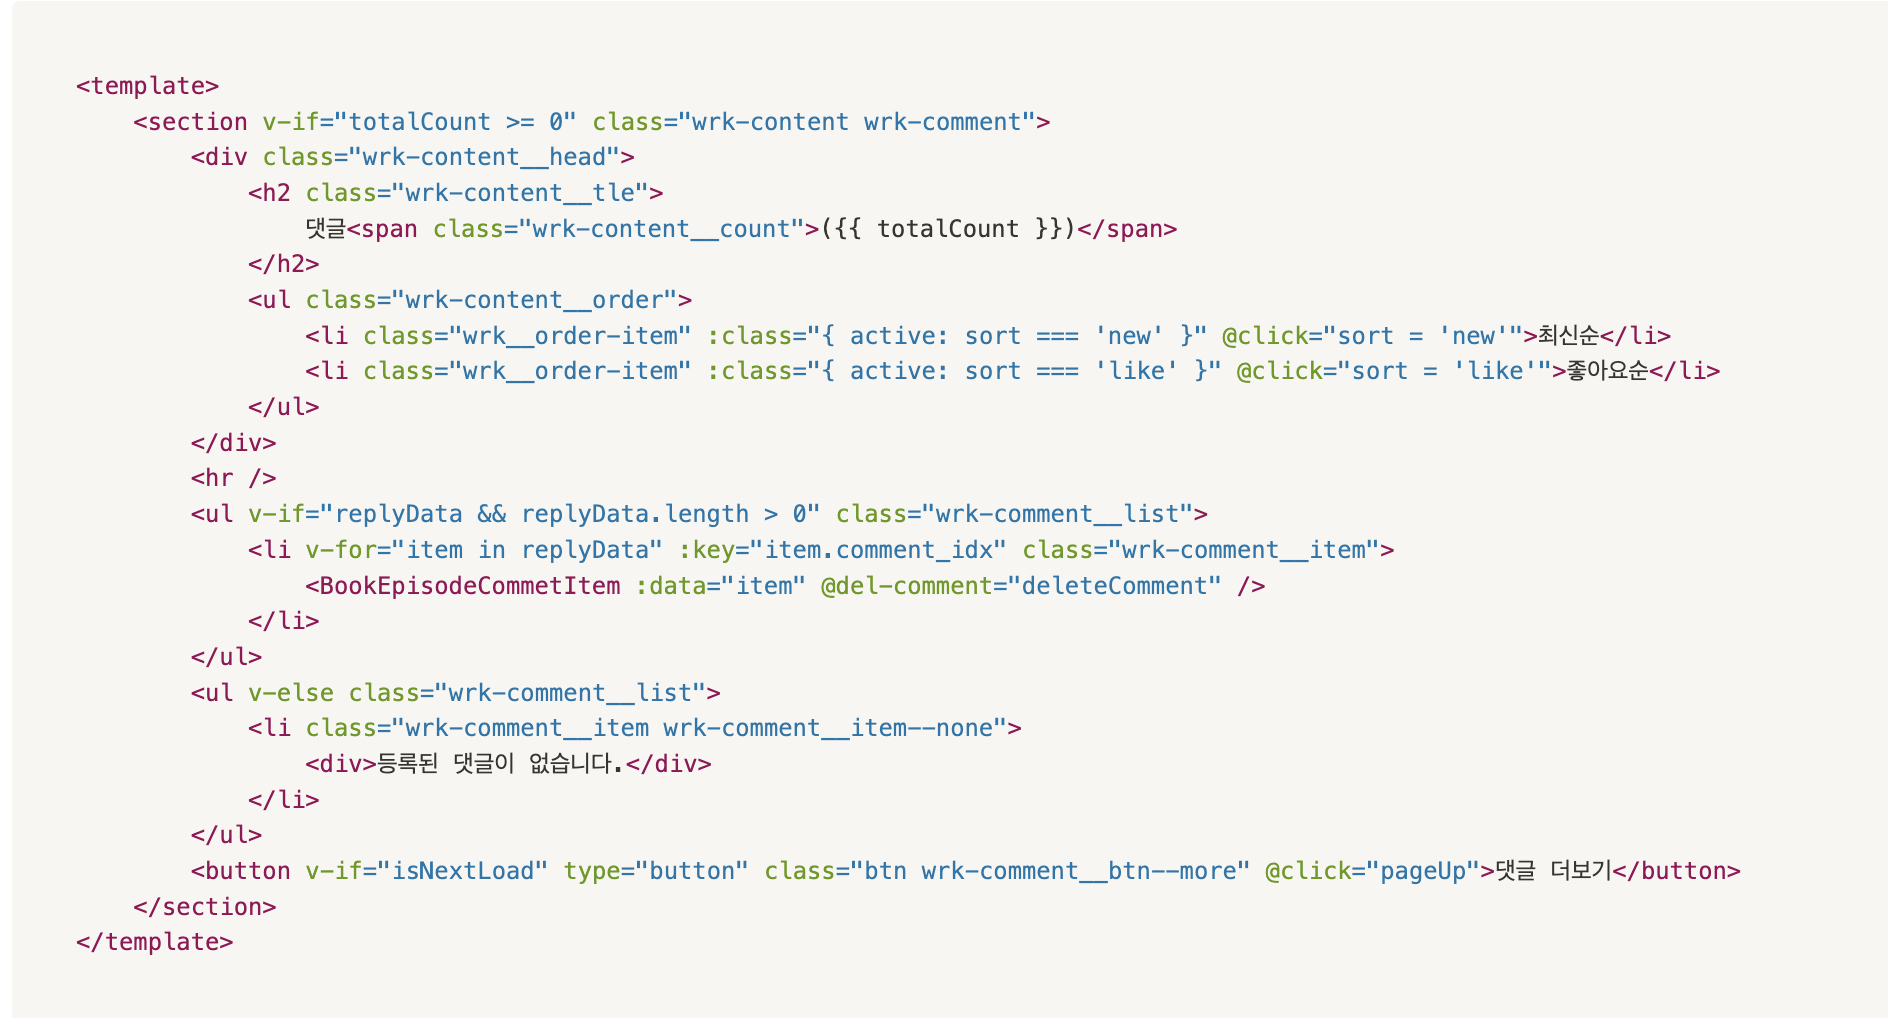 <template>
    <section v-if="totalCount >= 0" class="wrk-content wrk-comment">
        <div class="wrk-content__head">
            <h2 class="wrk-content__tle">
                댓글<span class="wrk-content__count">({{ totalCount }})</span>
            </h2>
            <ul class="wrk-content__order">
                <li class="wrk__order-item" :class="{ active: sort === 'new' }" @click="sort = 'new'">최신순</li>
                <li class="wrk__order-item" :class="{ active: sort === 'like' }" @click="sort = 'like'">좋아요순</li>
            </ul>
        </div>
        <hr />
        <ul v-if="replyData && replyData.length > 0" class="wrk-comment__list">
            <li v-for="item in replyData" :key="item.comment_idx" class="wrk-comment__item">
                <BookEpisodeCommetItem :data="item" @del-comment="deleteComment" />
            </li>
        </ul>
        <ul v-else class="wrk-comment__list">
            <li class="wrk-comment__item wrk-comment__item--none">
                <div>등록된 댓글이 없습니다.</div>
            </li>
        </ul>
        <button v-if="isNextLoad" type="button" class="btn wrk-comment__btn--more" @click="pageUp">댓글 더보기</button>
    </section>
</template>